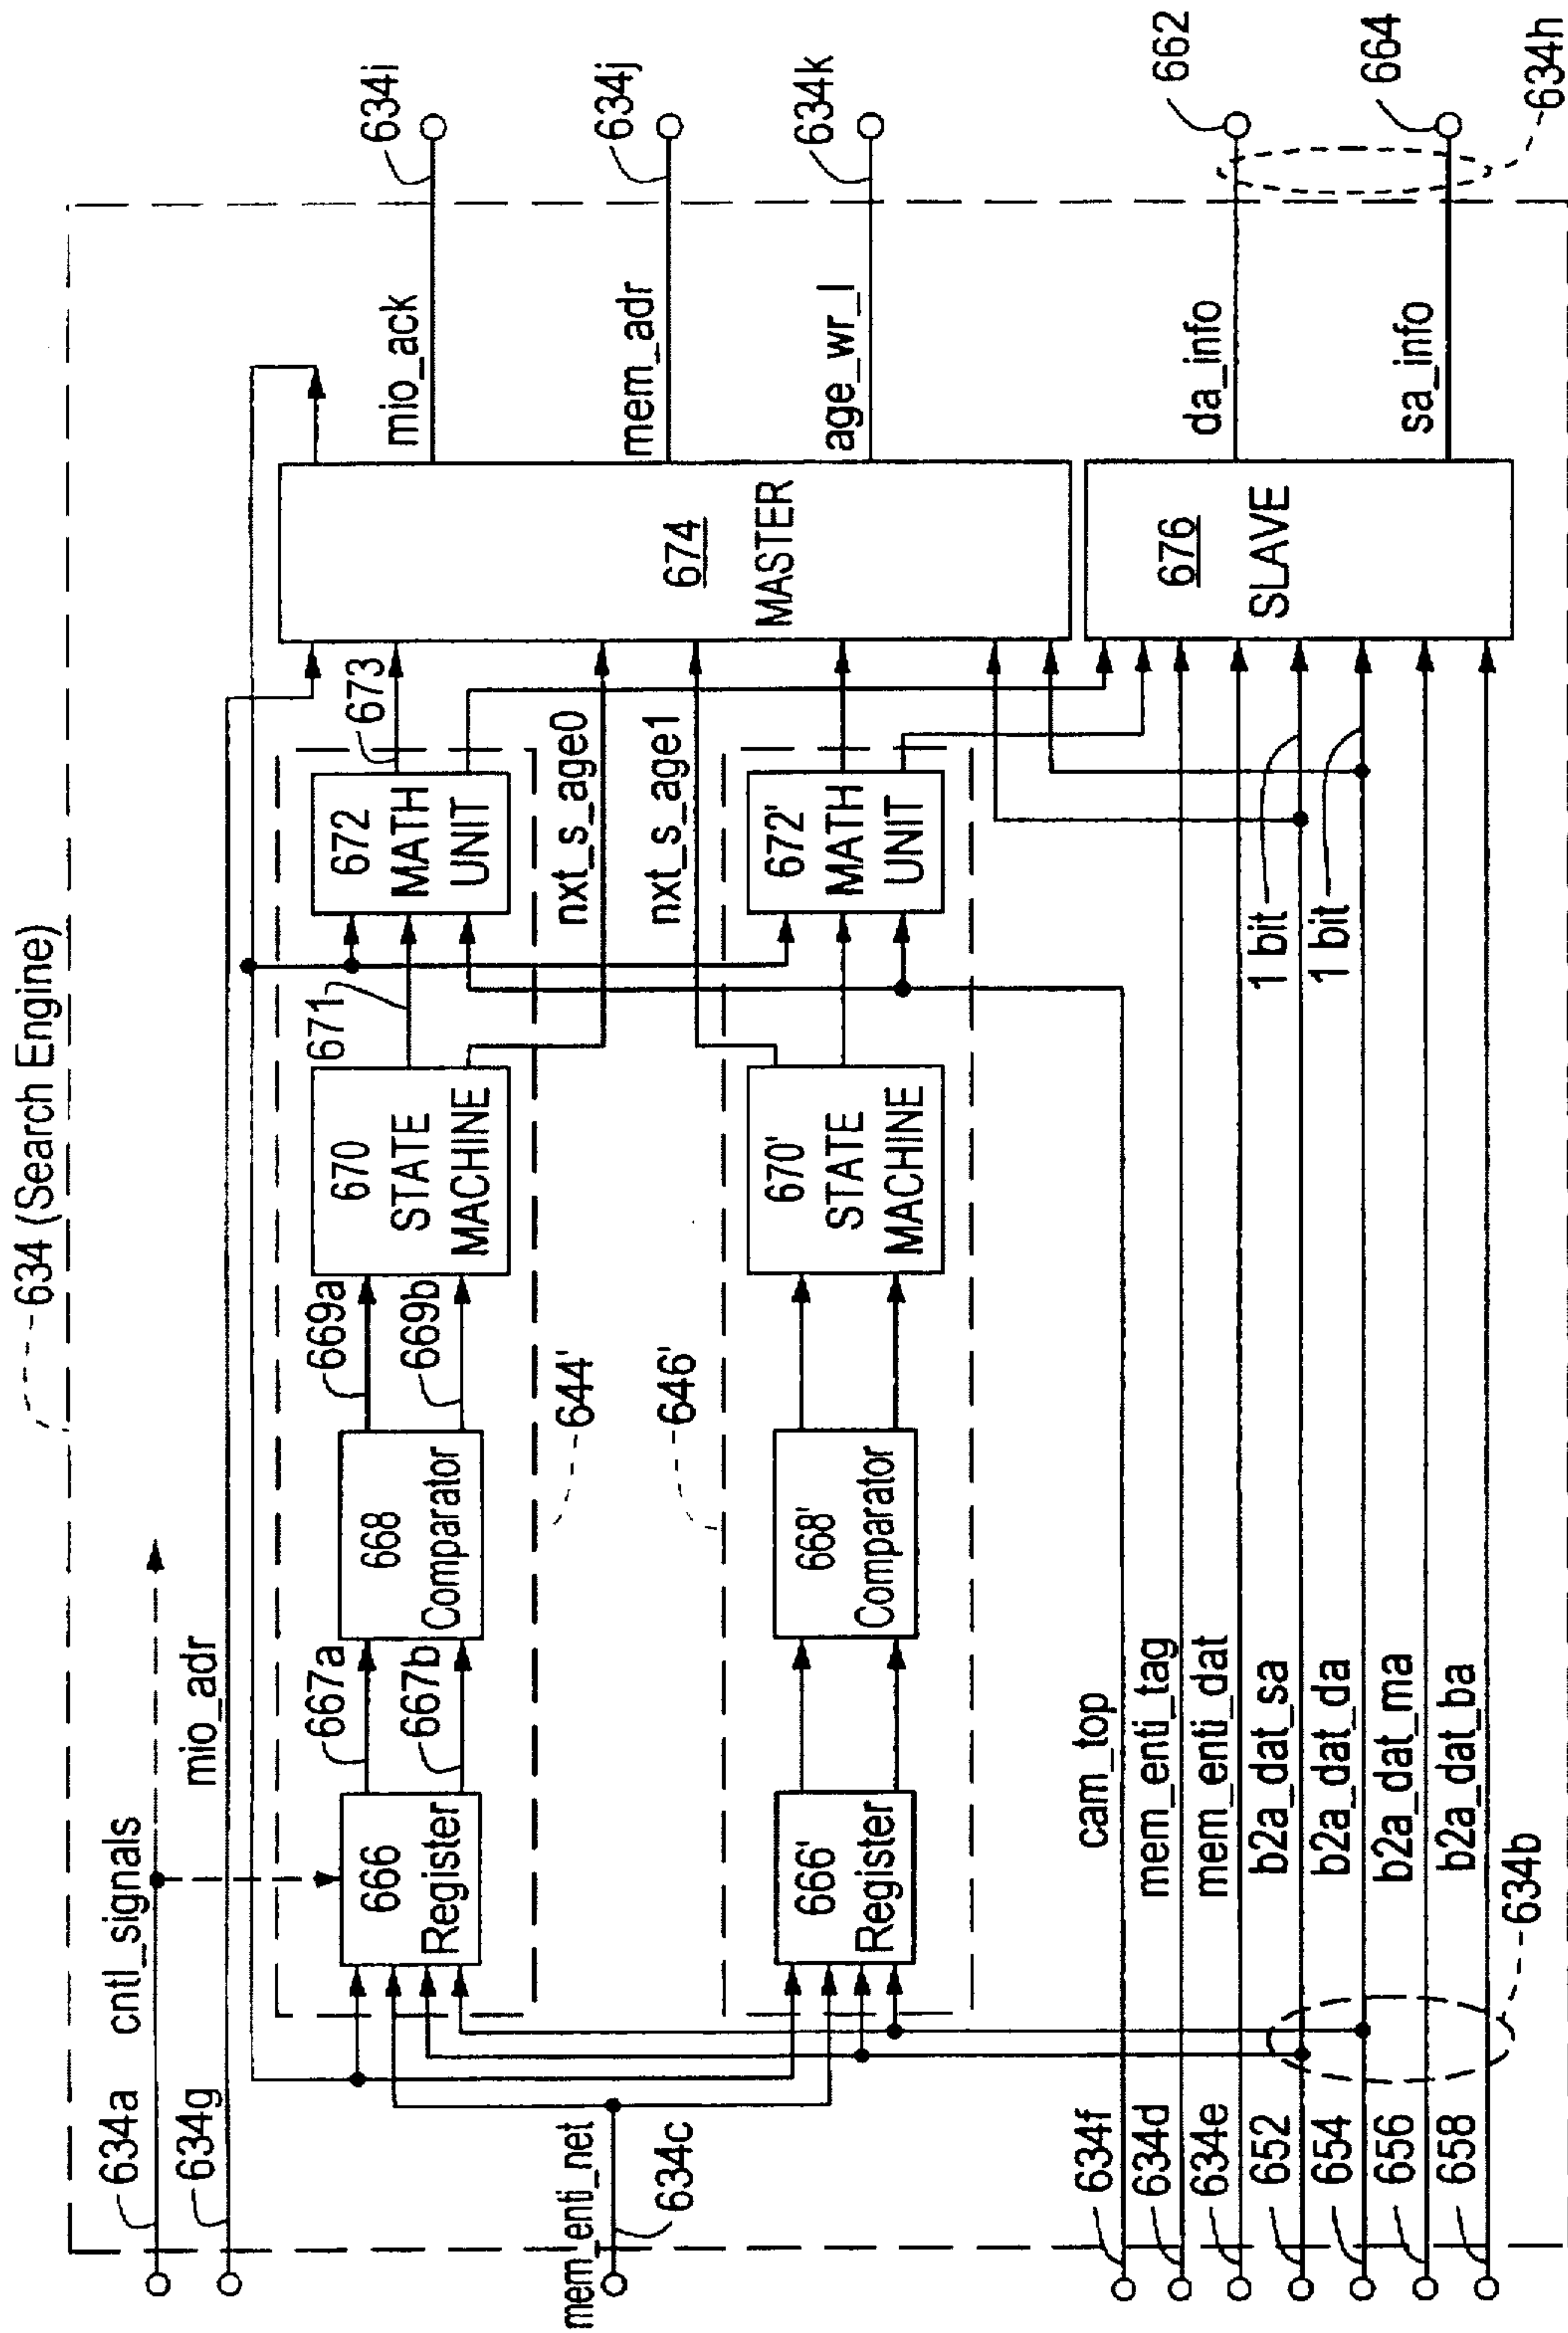 634 (Search Engine)
634a
cntl_signals
634g
mio_adr
mem_enti_net
634c
666
Register
667a
667b
668
Comparator
669a
669b
670
STATE
MACHINE
671
672
MATH
UNIT
673
644'
646'
nxt_s_age0
nxt_s_age1
666'
Register
668'
Comparator
670'
STATE
MACHINE
672'
MATH
UNIT
674
MASTER
676
SLAVE
mio_ack
634i
mem_adr
634j
age_wr_l
634k
da_info
662
sa_info
664
634h
634f
cam_top
634d
mem_enti_tag
634e
mem_enti_dat
652
b2a_dat_sa
654
b2a_dat_da
656
b2a_dat_ma
658
b2a_dat_ba
634b
1 bit
1 bit